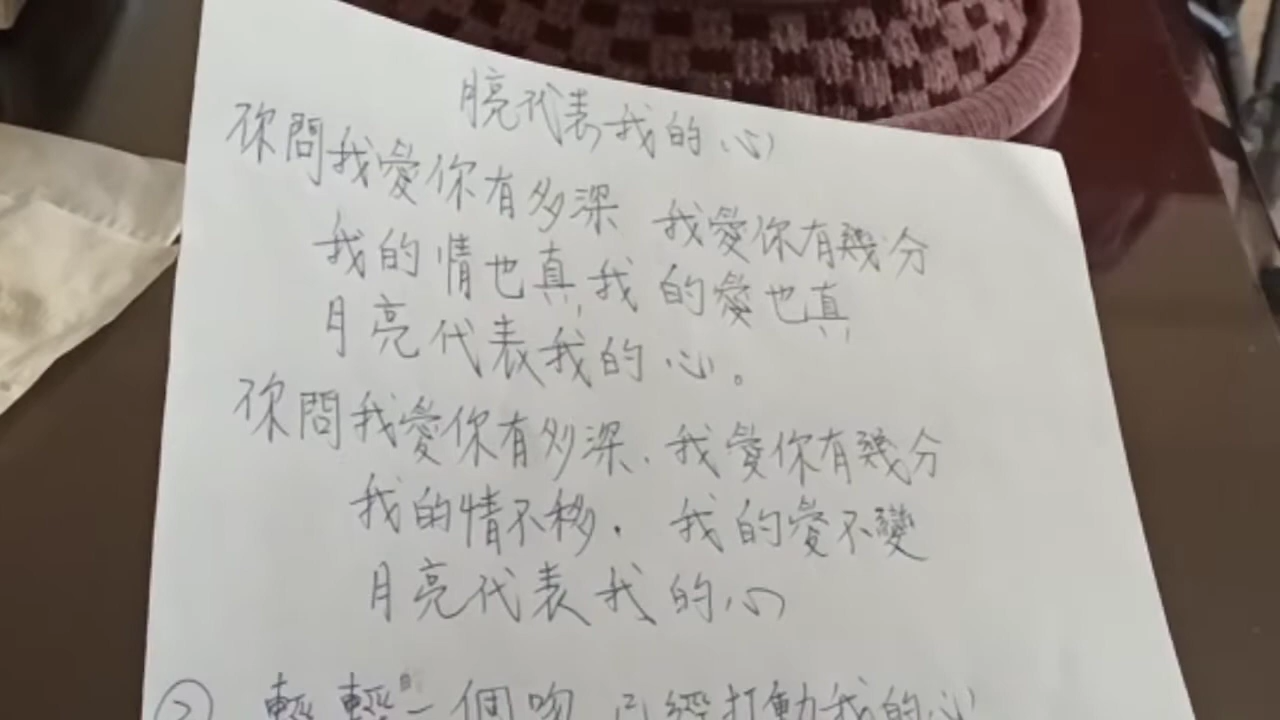 月亮代表我的心
你問我愛你有多深 我愛你有幾分
我的情也真,我的愛也真,
月亮代表我的心。
你問我愛你有多深.我愛你有幾分
我的情不移.我的愛不變
月亮代表我的心
② 輕輕的一個吻 已經打動我的心